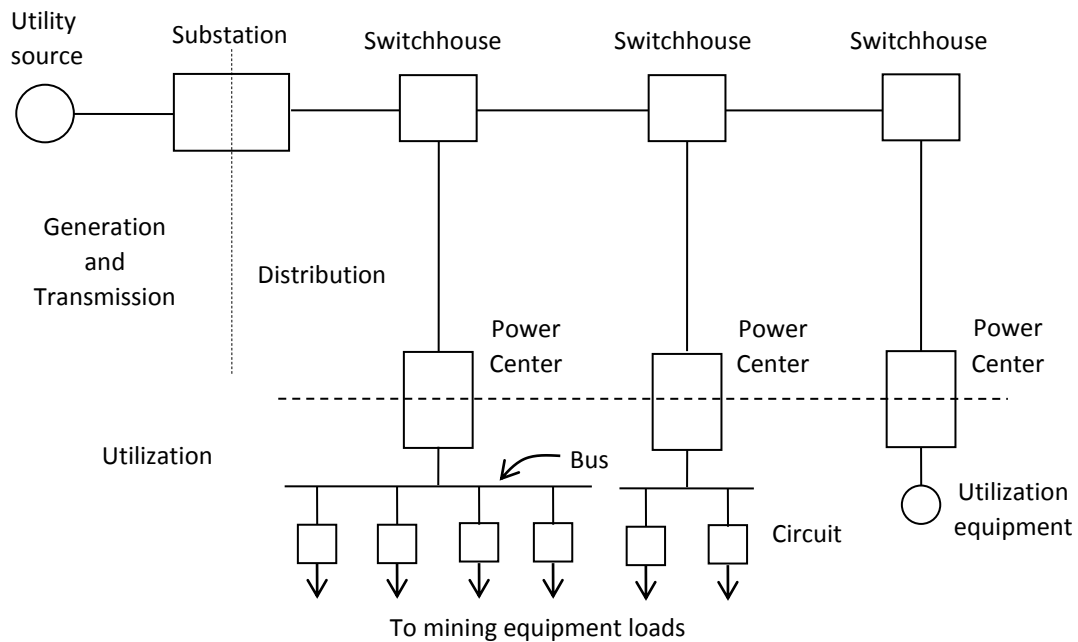 Utility
source
Substation
Switchhouse
Switchhouse
Switchhouse
Generation
and
Transmission
Distribution
Power
Center
Power
Center
Power
Center
Utilization
Bus
Circuit
Utilization
equipment
To mining equipment loads